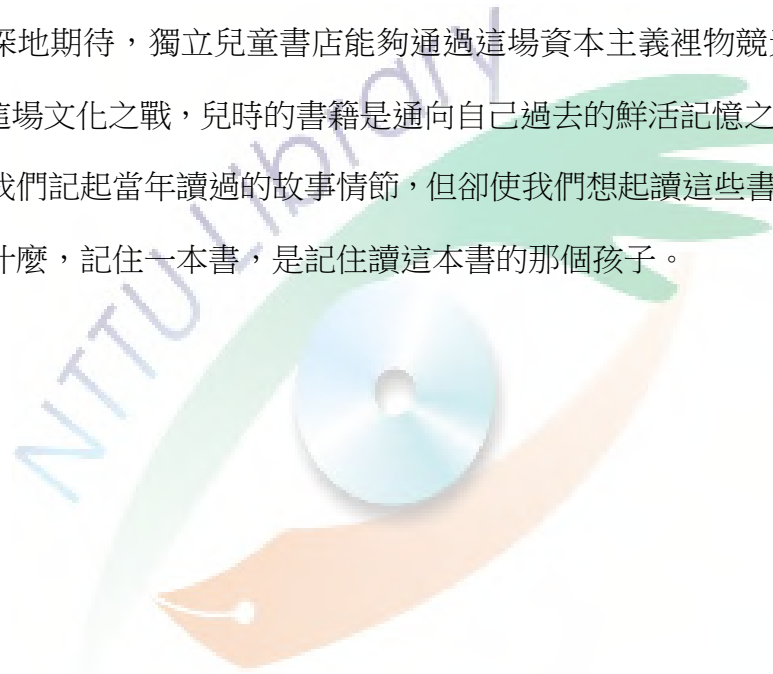 深地期待，獨立兒童書店能夠通過這場資本主義裡物競
這場文化之戰，兒時的書籍是通向自己過去的鮮活記憶之
我們記起當年讀過的故事情節，但卻使我們想起讀這些書
什麼，記住一本書，是記住讀這本書的那個孩子。
NTTU Library